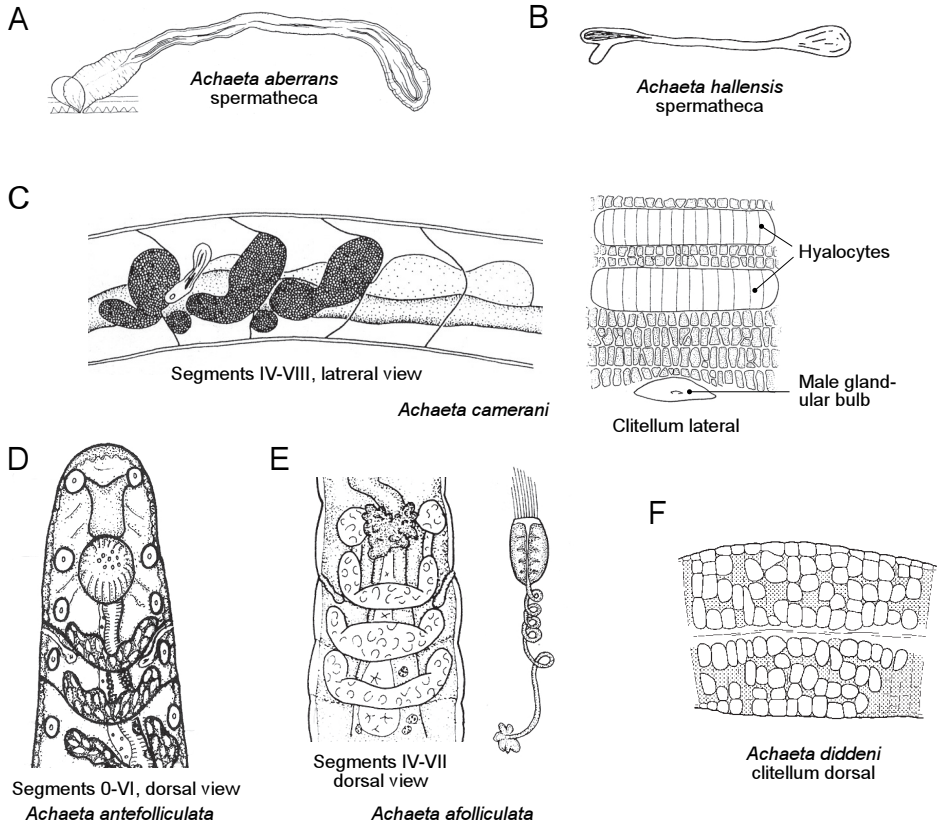 A
Achaeta aberrans
spermatheca
B
Achaeta hallensis
spermatheca
C
Segments IV-VIII, latreral view
Achaeta camerani
Hyalocytes
Male gland-
ular bulb
Clitellum lateral
D
Segments 0-VI, dorsal view
Achaeta antefolliculata
E
Segments IV-VII
dorsal view
Achaeta afolliculata
F
Achaeta diddeni
clitellum dorsal